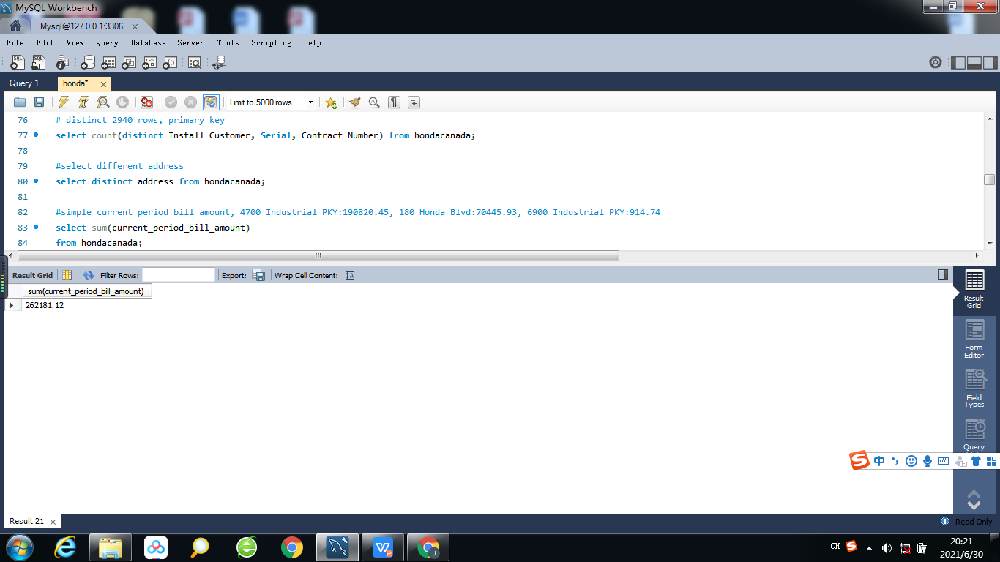 MySQL Workbench
Mysql@127.0.0.1:3306
File Edit View Query Database Server Tools Scripting Help
Query 1 honda*
Limit to 5000 rows
76 # distinct 2940 rows, primary key
77 select count(distinct Install_Customer, Serial, Contract_Number) from hondacanada;
78
79 #select different address
80 select distinct address from hondacanada;
81
82 #simple current period bill amount, 4700 Industrial PKY:190820.45, 180 Honda Blvd:70445.93, 6900 Industrial PKY:914.74
83 select sum(current_period_bill_amount)
84 from hondacanada;
Result Grid Filter Rows: Export: Wrap Cell Content:
sum(current_period_bill_amount)
262181.12
Result
Grid
Form
Editor
Field
Types
Query
中
Result 21
Read Only
CH
20:21
2021/6/30